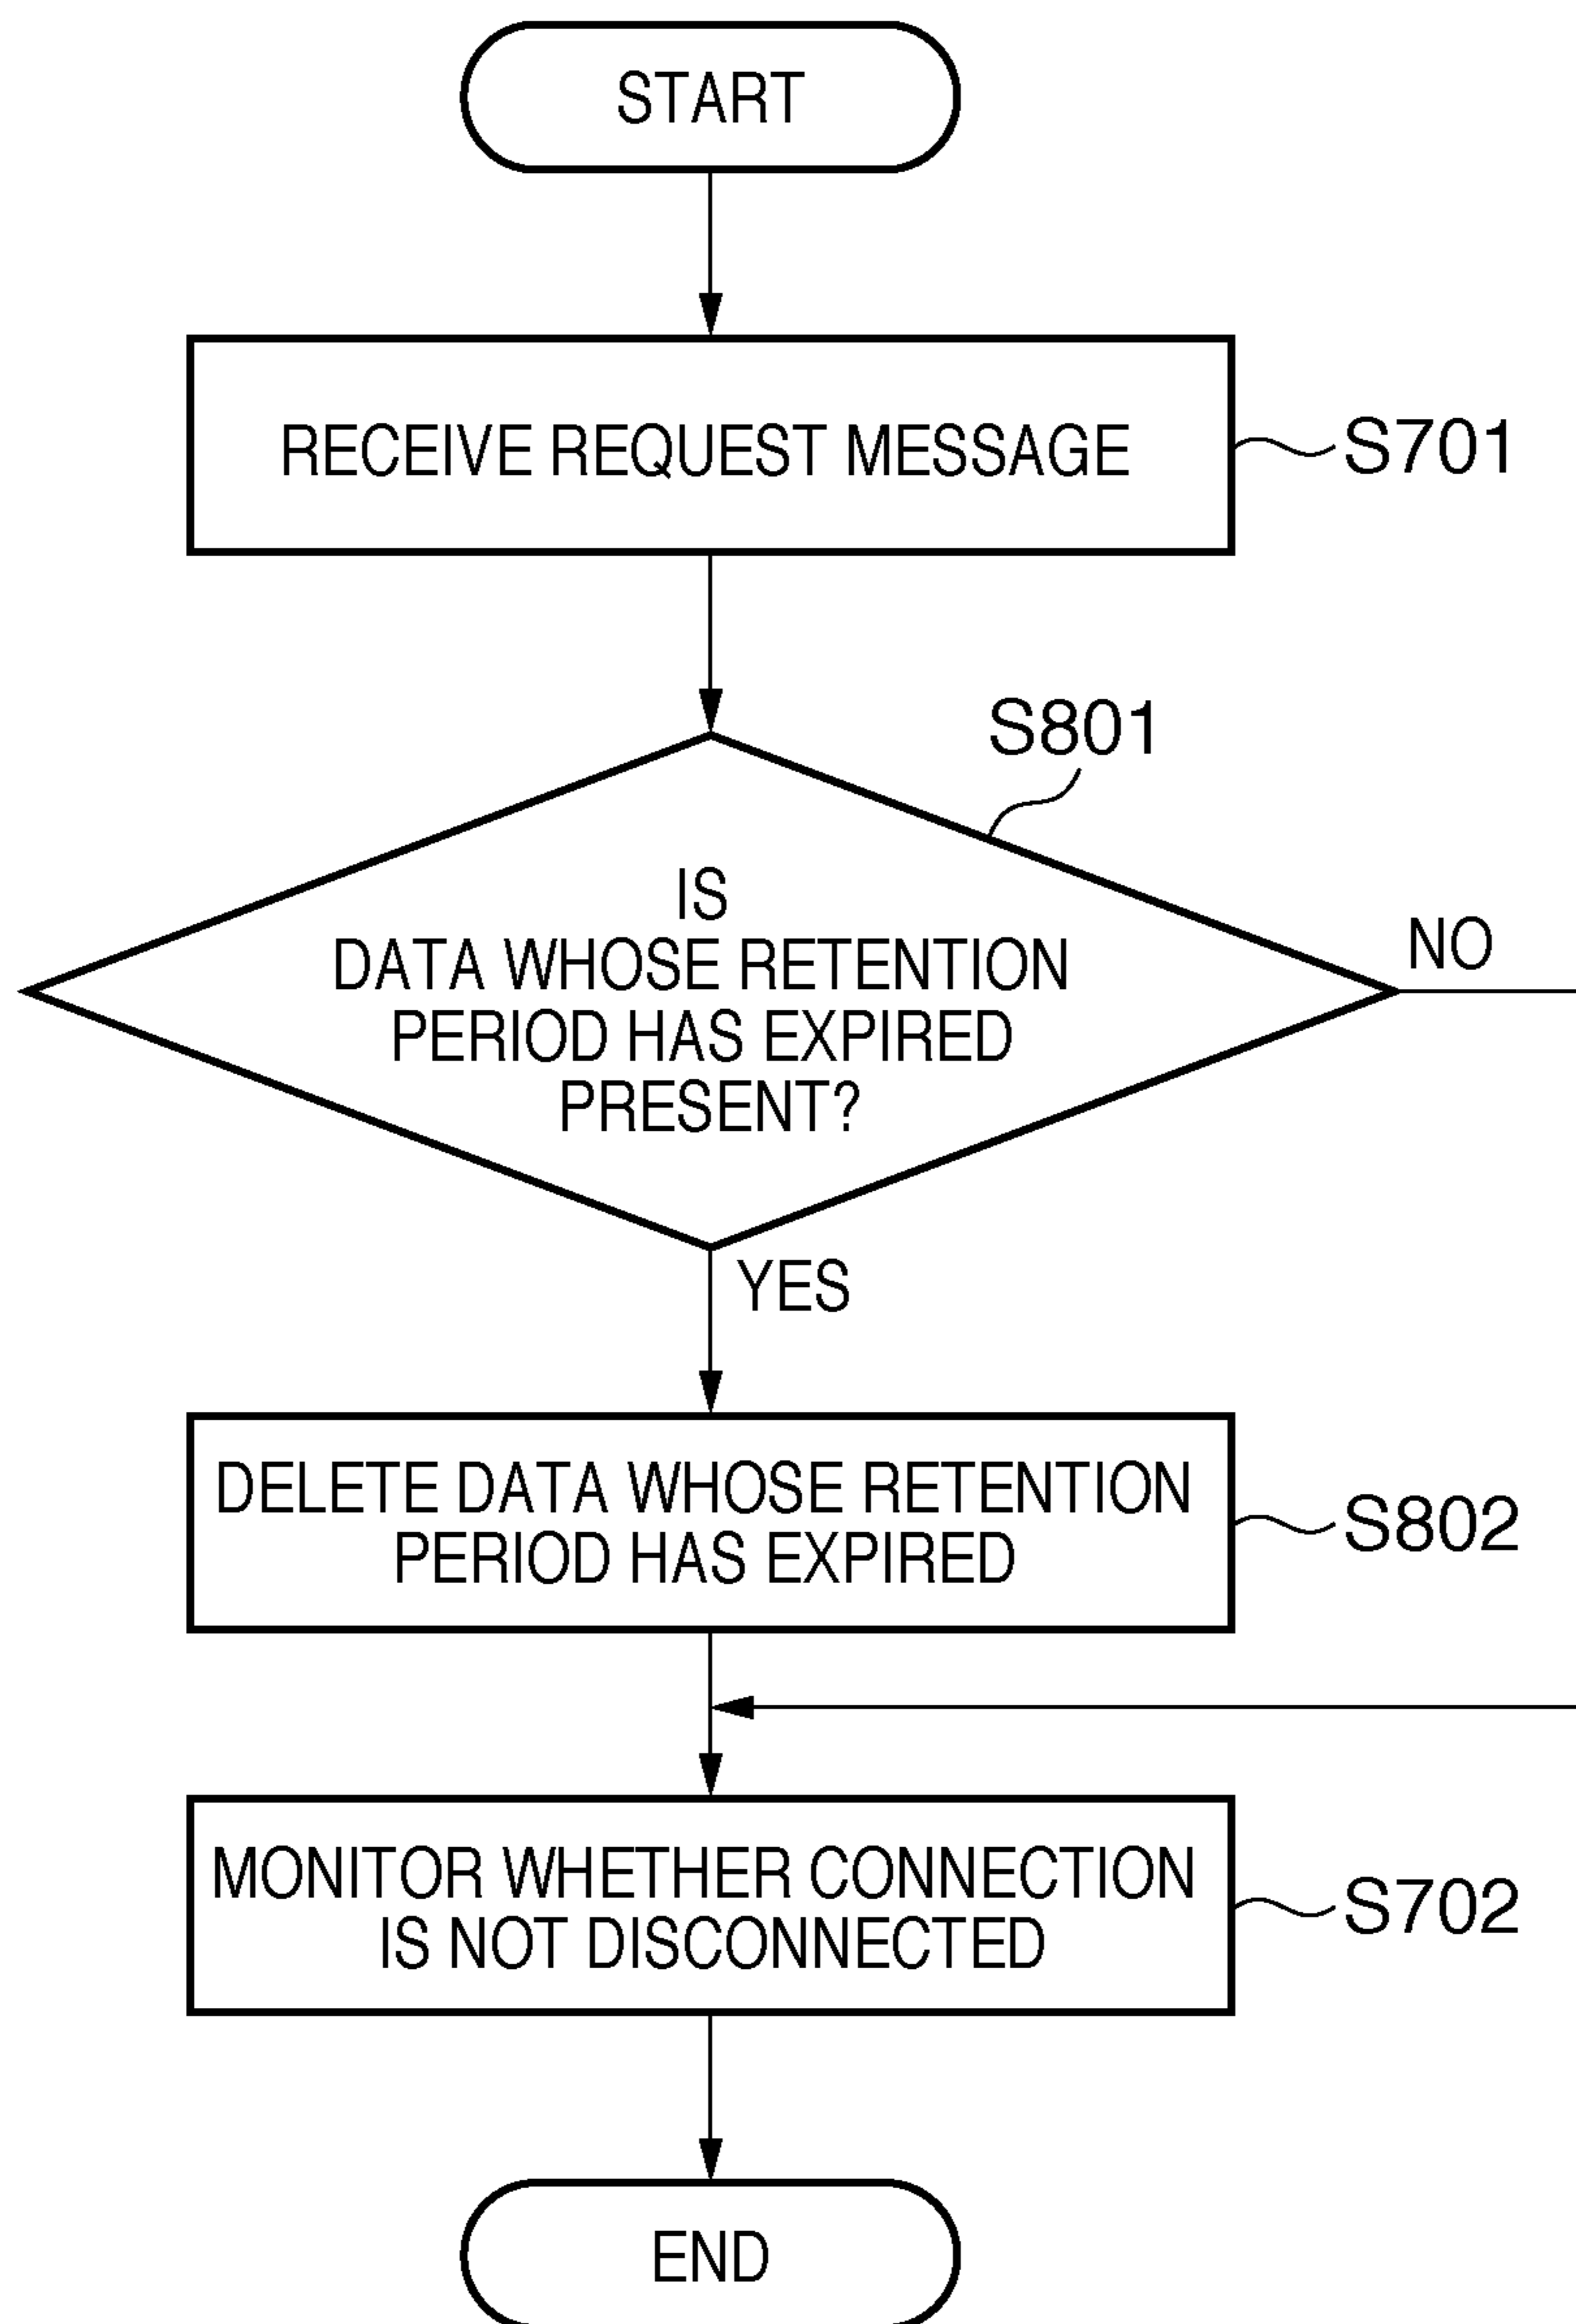 START
RECEIVE REQUEST MESSAGE
S701
S801
IS
DATA WHOSE RETENTION
PERIOD HAS EXPIRED
PRESENT?
NO
YES
DELETE DATA WHOSE RETENTION
PERIOD HAS EXPIRED
S802
MONITOR WHETHER CONNECTION
IS NOT DISCONNECTED
S702
END